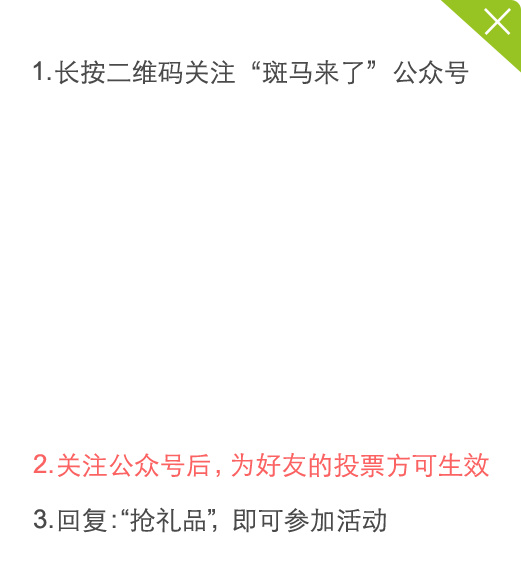 1.长按二维码关注“斑马来了”公众号
2.关注公众号后,为好友的投票方可生效
3.回复:“抢礼品”,即可参加活动